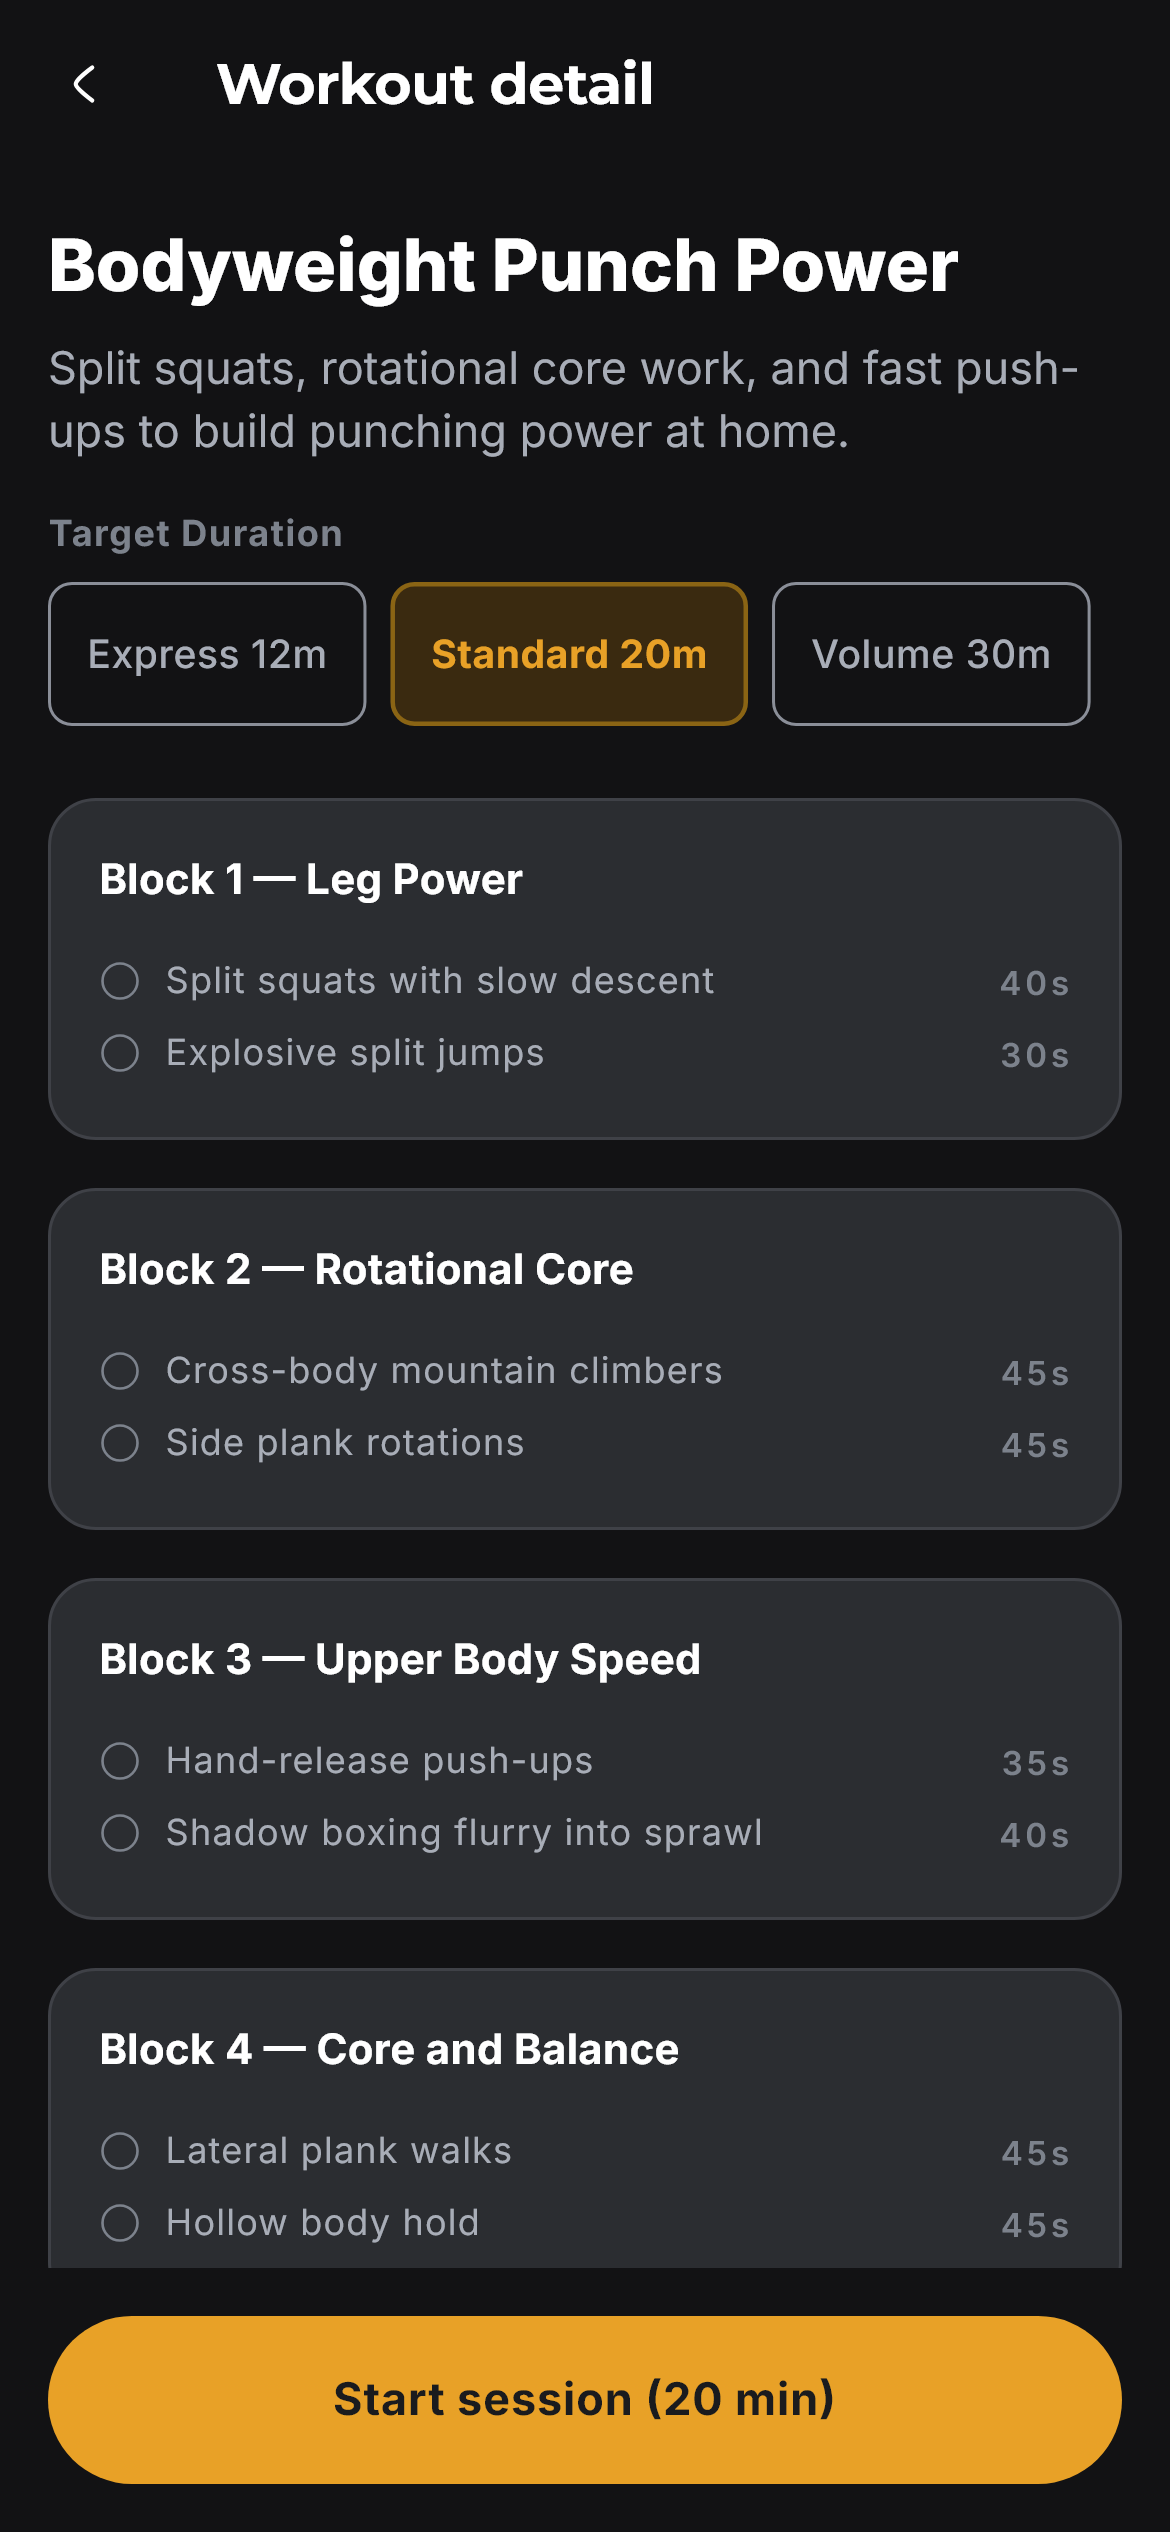 Workout detail
Bodyweight Punch Power
Split squats, rotational core work, and fast push-
ups to build punching power at home.
Target Duration
Express 12m
Standard 20m
Volume 30m
Block 1 — Leg Power
Split squats with slow descent 40s
Explosive split jumps 30s
Block 2 — Rotational Core
Cross-body mountain climbers 45s
Side plank rotations 45s
Block 3 — Upper Body Speed
Hand-release push-ups 35s
Shadow boxing flurry into sprawl 40s
Block 4 — Core and Balance
Lateral plank walks 45s
Hollow body hold 45s
Start session (20 min)